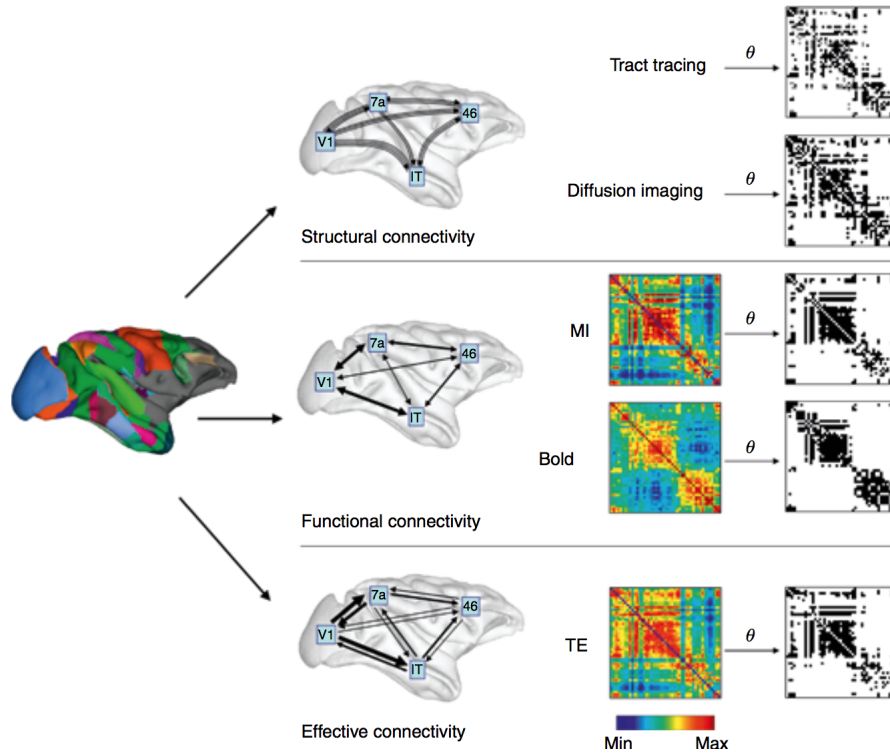 Tract tracing
θ
7a
46
V1
IT
Diffusion imaging
θ
Structural connectivity
MI
θ
7a
46
V1
IT
Bold
θ
Functional connectivity
7a
46
V1
TE
θ
IT
Effective connectivity
Min Max